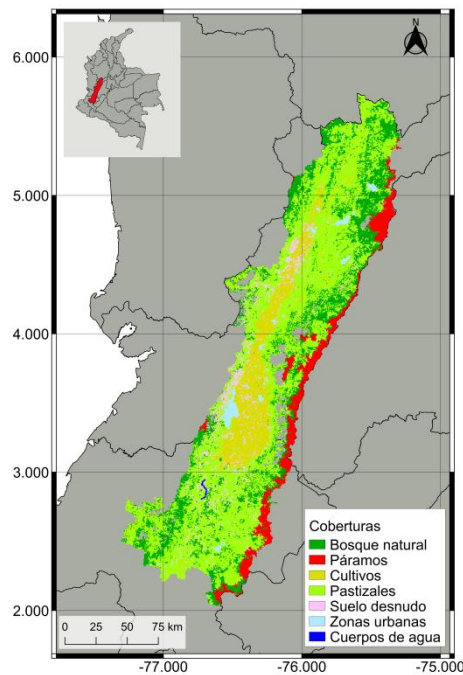 6.000
5.000
4.000
3.000
2.000
Coberturas
Bosque natural
Páramos
Cultivos
Pastizales
Suelo desnudo
Zonas urbanas
Cuerpos de agua
0 25 50 75 km
-77.000 -76.000 -75.000